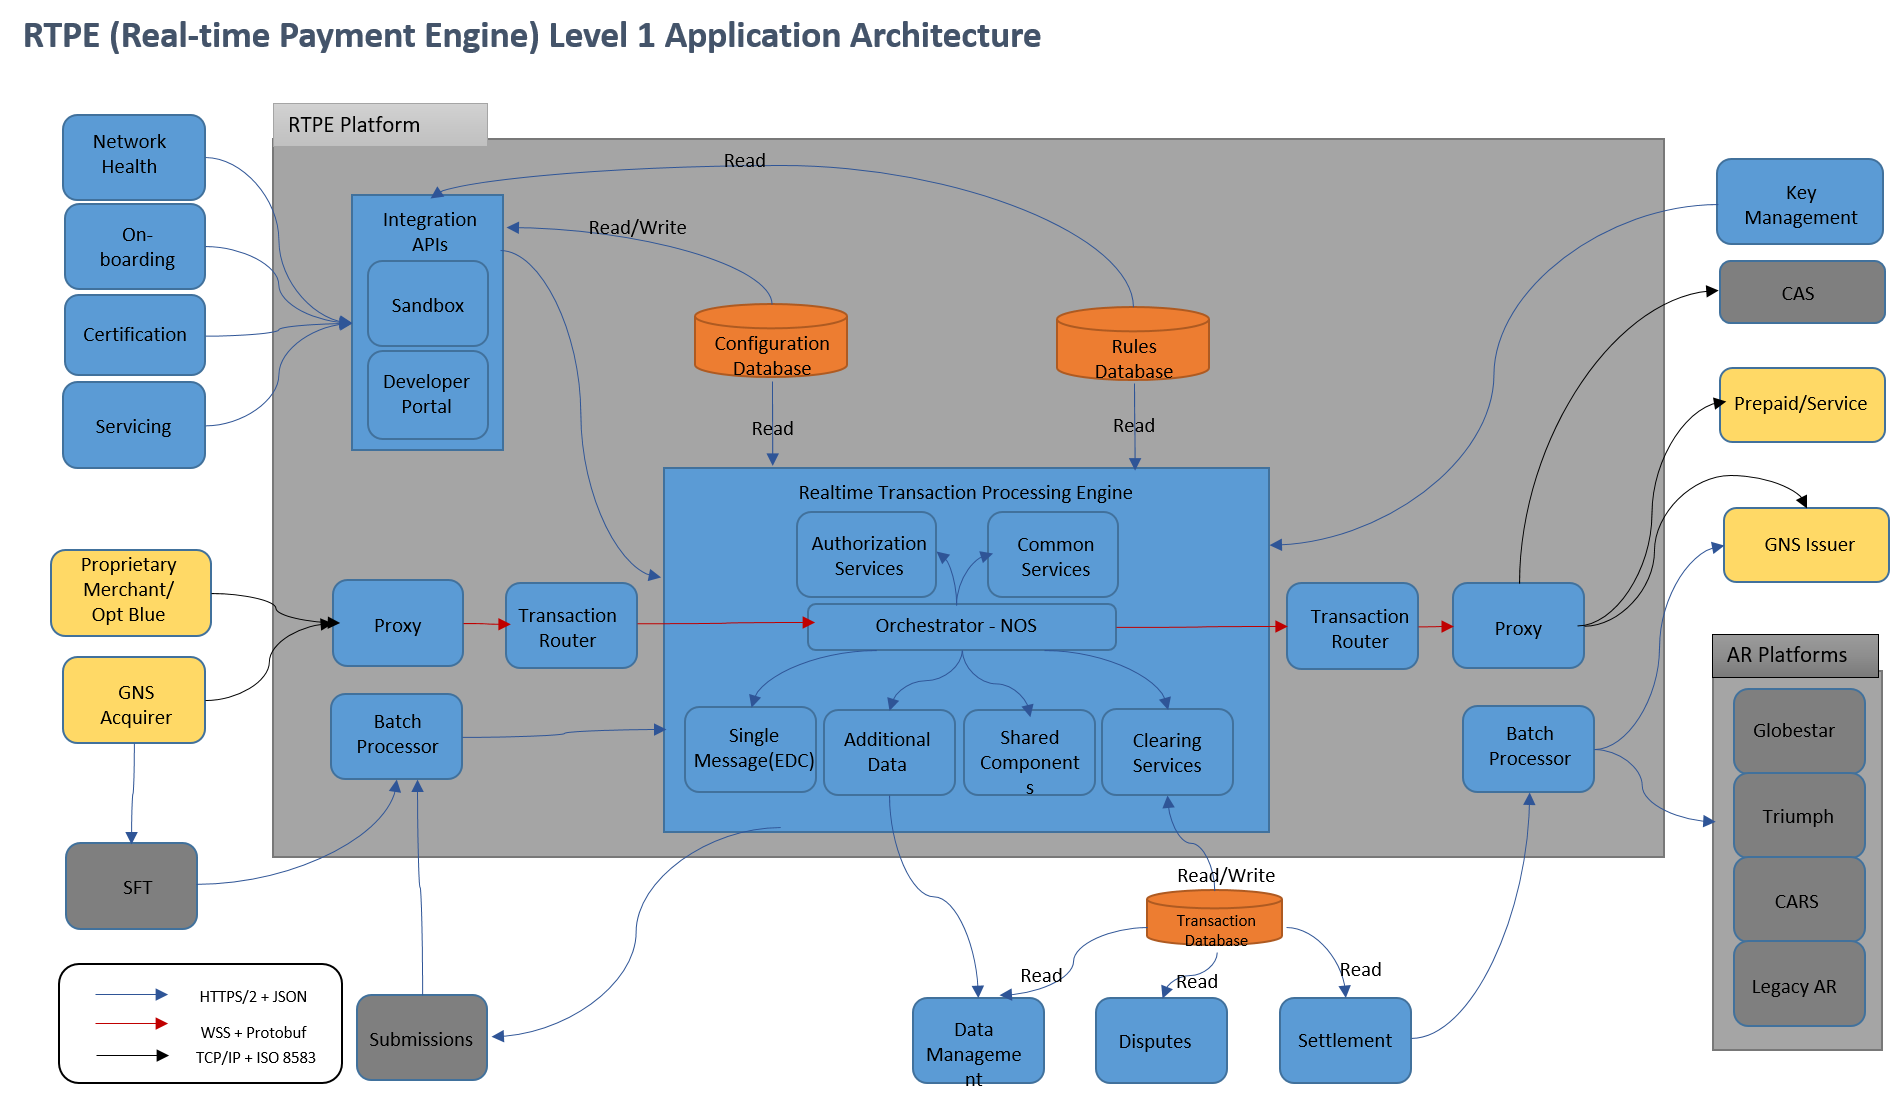 RTPE (Real-time Payment Engine) Level 1 Application Architecture
RTPE Platform
Network
Health
On-
boarding
Certification
Servicing
Integration
APIs
Sandbox
Developer
Portal
Read
Read/Write
Configuration
Database
Rules
Database
Read
Read
Key
Management
CAS
Prepaid/Service
GNS Issuer
Realtime Transaction Processing Engine
Authorization
Services
Common
Services
Orchestrator - NOS
Single
Message(EDC)
Additional
Data
Shared
Component
s
Clearing
Services
Proprietary
Merchant/
Opt Blue
GNS
Acquirer
Proxy
Transaction
Router
Batch
Processor
Transaction
Router
Proxy
Batch
Processor
AR Platforms
Globestar
Triumph
CARS
Legacy AR
SFT
Submissions
Read/Write
Transaction
Database
Read
Read
Read
Data
Manageme
nt
Disputes
Settlement
HTTPS/2 + JSON
WSS + Protobuf
TCP/IP + ISO 8583